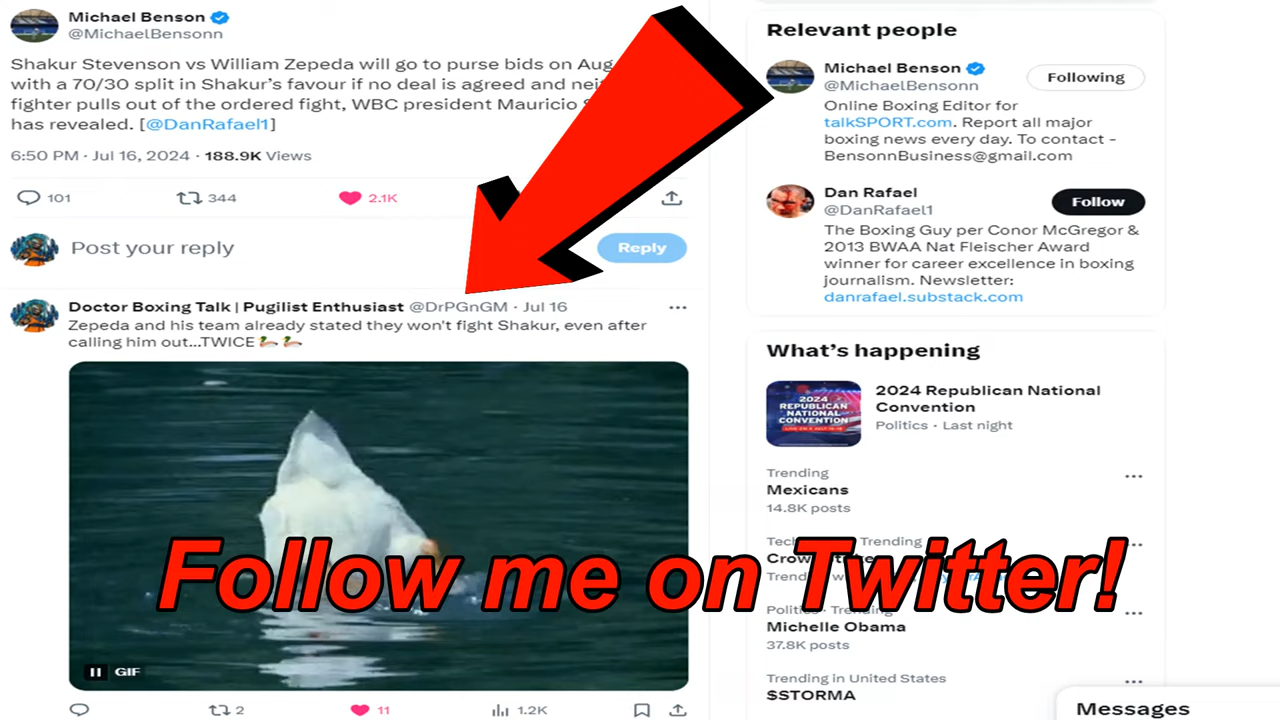 Michael Benson
@MichaelBensonn
Shakur Stevenson vs William Zepeda will go to purse bids on Aug
with a 70/30 split in Shakur's favour if no deal is agreed and
fighter pulls out of the ordered fight, WBC president Mauricio
has revealed. [@DanRafael1]
6:50 PM · Jul 16, 2024 · 188.9K Views
101
344
2.1K
Post your reply
Reply
Doctor Boxing Talk | Pugilist Enthusiast @DrPGnGM · Jul 16
Zepeda and his team already stated they won't fight Shakur, even after
calling him out...TWICE
GIF
2
11
1.2K
Relevant people
Michael Benson
Following
@MichaelBensonn
Online Boxing Editor for
talkSPORT.com. Report all major
boxing news every day. To contact -
BensonnBusiness@gmail.com
Dan Rafael
Follow
@DanRafael1
The Boxing Guy per Conor McGregor &
2013 BWAA Nat Fleischer Award
winner for career excellence in boxing
journalism. Newsletter:
danrafael.substack.com
What's happening
2024
REPUBLICAN
NATIONAL
CONVENTION
2024 Republican National
Convention
Politics · Last night
Trending
Mexicans
14.8K posts
Trending
Follow me on Twitter!
Trending
Michelle Obama
37.8K posts
Trending in United States
$STORMA
Messages